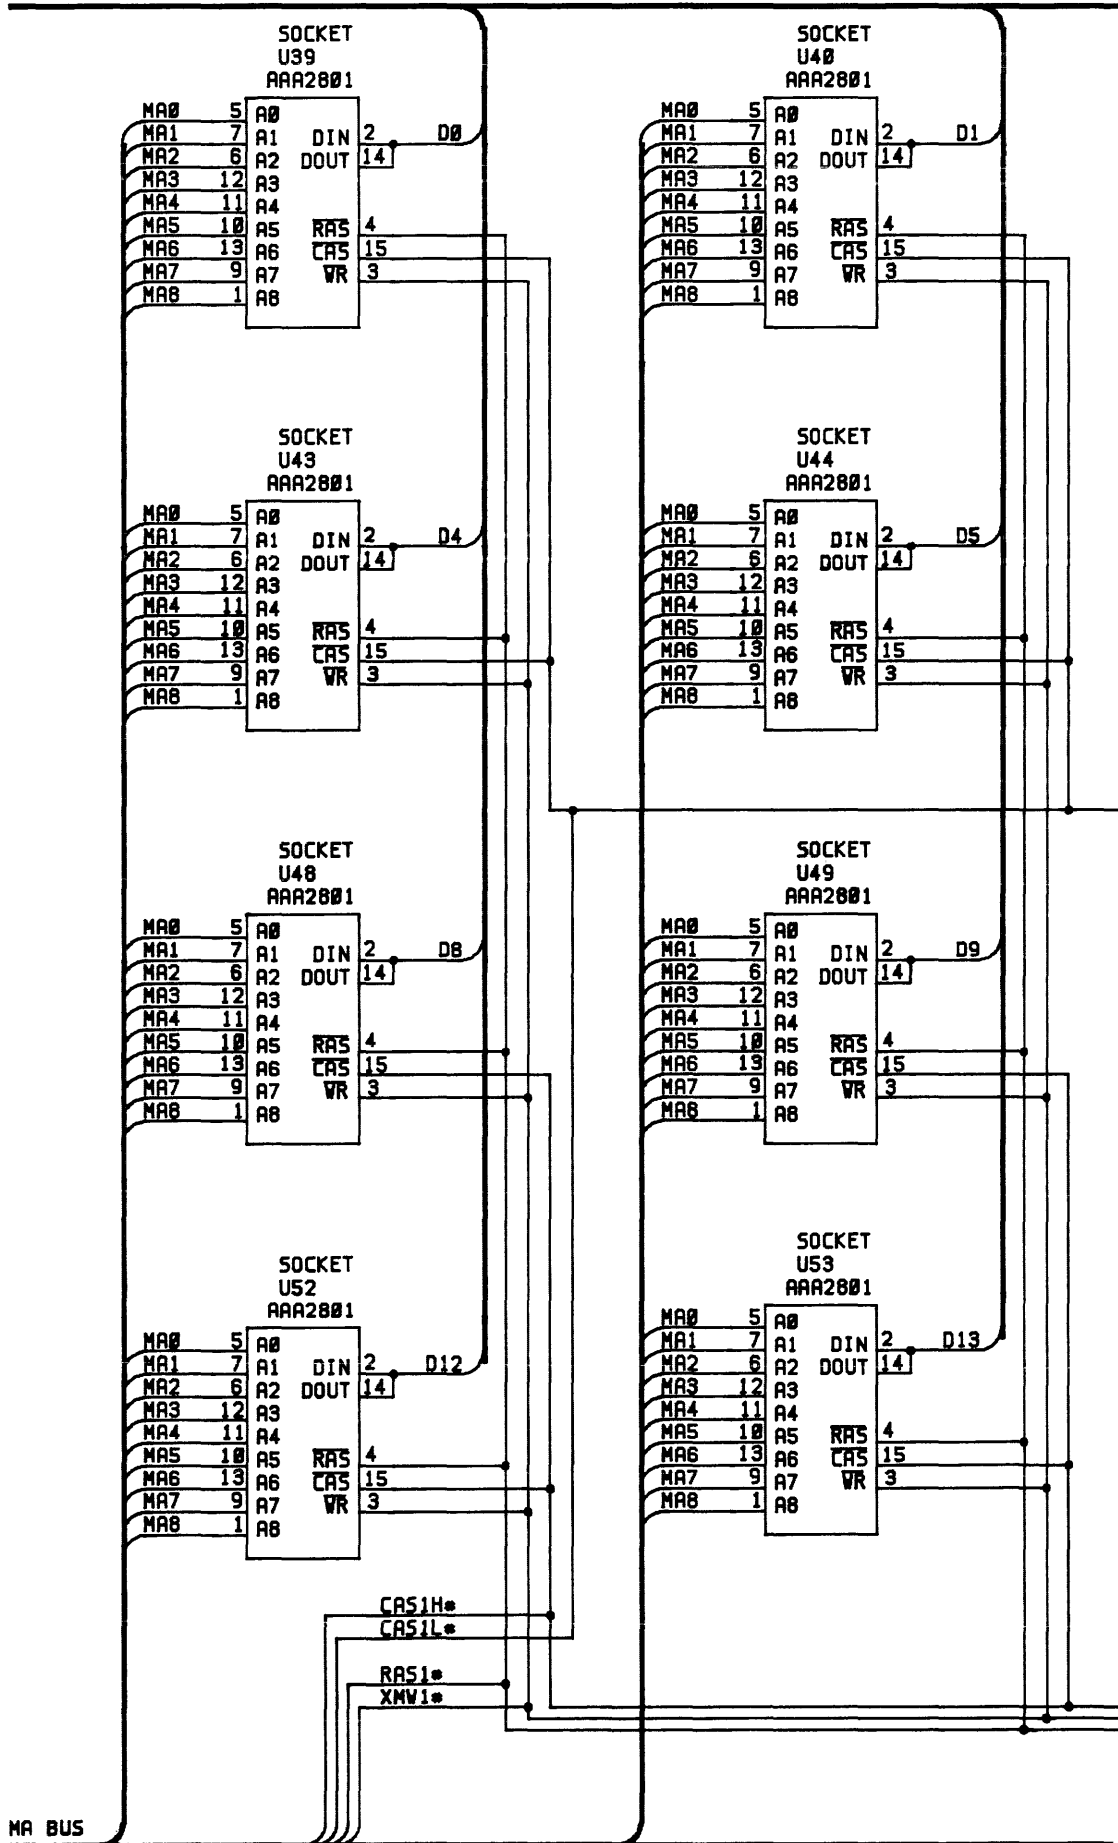 SOCKET
U39
AAA2801
MA0 5 A0
MA1 7 A1 DIN 2 D0
MA2 6 A2 DOUT 14
MA3 12 A3
MA4 11 A4
MA5 10 A5 RAS 4
MA6 13 A6 CAS 15
MA7 9 A7 WR 3
MA8 1 A8
SOCKET
U40
AAA2801
MA0 5 A0
MA1 7 A1 DIN 2 D1
MA2 6 A2 DOUT 14
MA3 12 A3
MA4 11 A4
MA5 10 A5 RAS 4
MA6 13 A6 CAS 15
MA7 9 A7 WR 3
MA8 1 A8
SOCKET
U43
AAA2801
MA0 5 A0
MA1 7 A1 DIN 2 D4
MA2 6 A2 DOUT 14
MA3 12 A3
MA4 11 A4
MA5 10 A5 RAS 4
MA6 13 A6 CAS 15
MA7 9 A7 WR 3
MA8 1 A8
SOCKET
U44
AAA2801
MA0 5 A0
MA1 7 A1 DIN 2 D5
MA2 6 A2 DOUT 14
MA3 12 A3
MA4 11 A4
MA5 10 A5 RAS 4
MA6 13 A6 CAS 15
MA7 9 A7 WR 3
MA8 1 A8
SOCKET
U48
AAA2801
MA0 5 A0
MA1 7 A1 DIN 2 D8
MA2 6 A2 DOUT 14
MA3 12 A3
MA4 11 A4
MA5 10 A5 RAS 4
MA6 13 A6 CAS 15
MA7 9 A7 WR 3
MA8 1 A8
SOCKET
U49
AAA2801
MA0 5 A0
MA1 7 A1 DIN 2 D9
MA2 6 A2 DOUT 14
MA3 12 A3
MA4 11 A4
MA5 10 A5 RAS 4
MA6 13 A6 CAS 15
MA7 9 A7 WR 3
MA8 1 A8
SOCKET
U52
AAA2801
MA0 5 A0
MA1 7 A1 DIN 2 D12
MA2 6 A2 DOUT 14
MA3 12 A3
MA4 11 A4
MA5 10 A5 RAS 4
MA6 13 A6 CAS 15
MA7 9 A7 WR 3
MA8 1 A8
SOCKET
U53
AAA2801
MA0 5 A0
MA1 7 A1 DIN 2 D13
MA2 6 A2 DOUT 14
MA3 12 A3
MA4 11 A4
MA5 10 A5 RAS 4
MA6 13 A6 CAS 15
MA7 9 A7 WR 3
MA8 1 A8
CAS1H*
CAS1L*
RAS1*
XMW1*
MA BUS